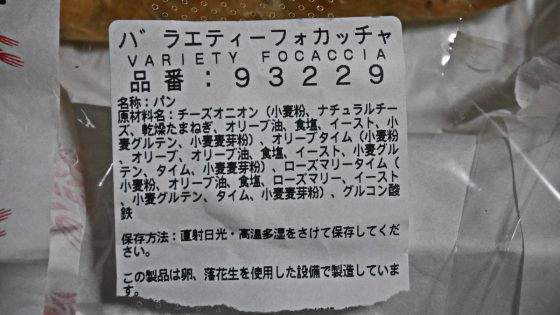 バラエティーフォカッチャ
VARIETY FOCACCIA
品番:93229
名称:パン
原材料名:チーズオニオン(小麦粉、ナチュラルチー
ズ、乾燥たまねぎ、オリーブ油、食塩、イースト、小
麦グルテン、小麦麦芽粉)、オリーブタイム(小麦
粉、オリーブ、オリーブ油、食塩、イースト、小麦グル
テン、タイム、小麦麦芽粉)、ローズマリータイム(
小麦粉、オリーブ油、食塩、ローズマリー、イースト
、小麦グルテン、タイム、小麦麦芽粉)、グルコン酸
鉄
保存方法:直射日光・高温多湿をさけて保存してくだ
さい。
この製品は卵、落花生を使用した設備で製造していま
す。